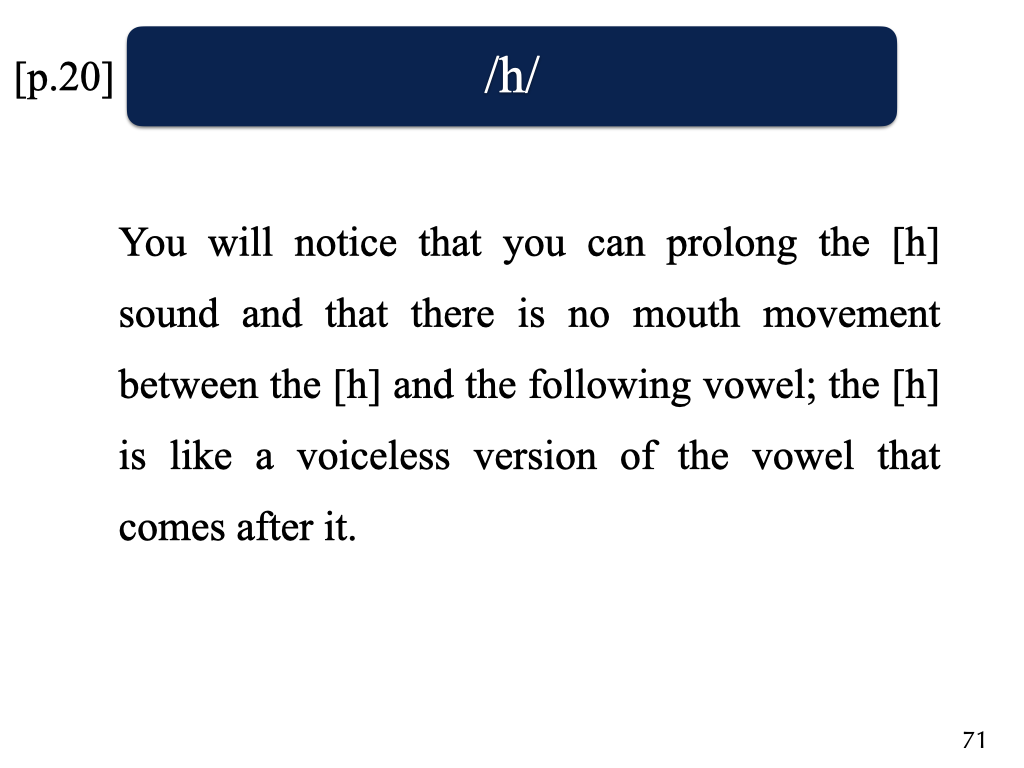 [p.20]
/h/
You will notice that you can prolong the [h]
sound and that there is no mouth movement
between the [h] and the following vowel; the [h]
is like a voiceless version of the vowel that
comes after it.
71